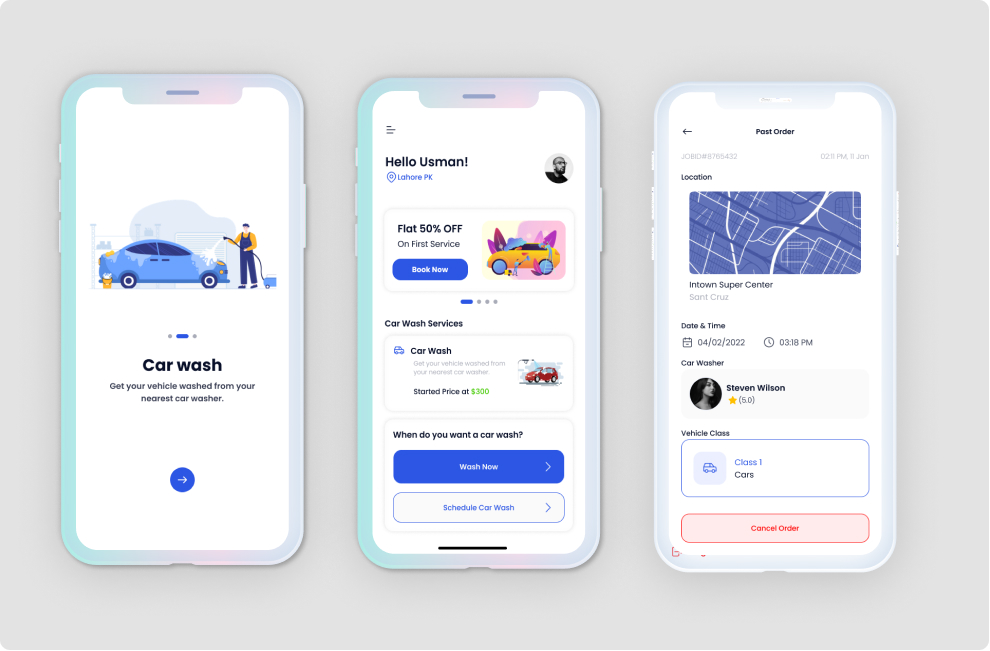 Car wash
Get your vehicle washed from your
nearest car washer.
Hello Usman!
Lahore PK
Flat 50% OFF
On First Service
Book Now
Car Wash Services
Car Wash
Get your vehicle washed from
your nearest car washer.
Started Price at $300
When do you want a car wash?
Wash Now
Schedule Car Wash
Past Order
JOBID#8765432
02:11 PM, 11 Jan
Location
Intown Super Center
Sant Cruz
Date & Time
04/02/2022
03:18 PM
Car Washer
Steven Wilson
(5.0)
Vehicle Class
Class 1
Cars
Cancel Order